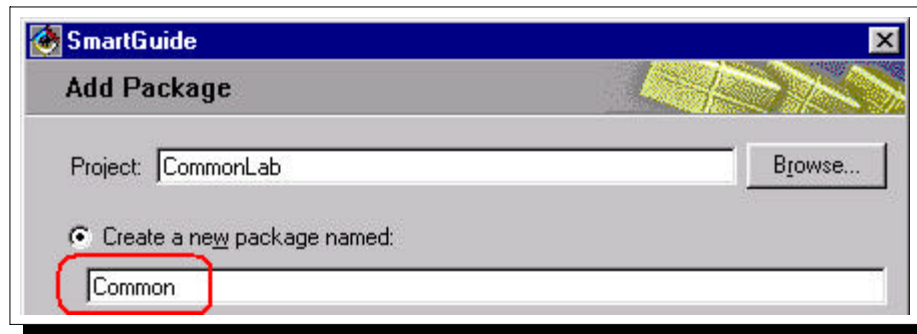 SmartGuide
Add Package
Project: CommonLab Browse...
Create a new package named:
Common